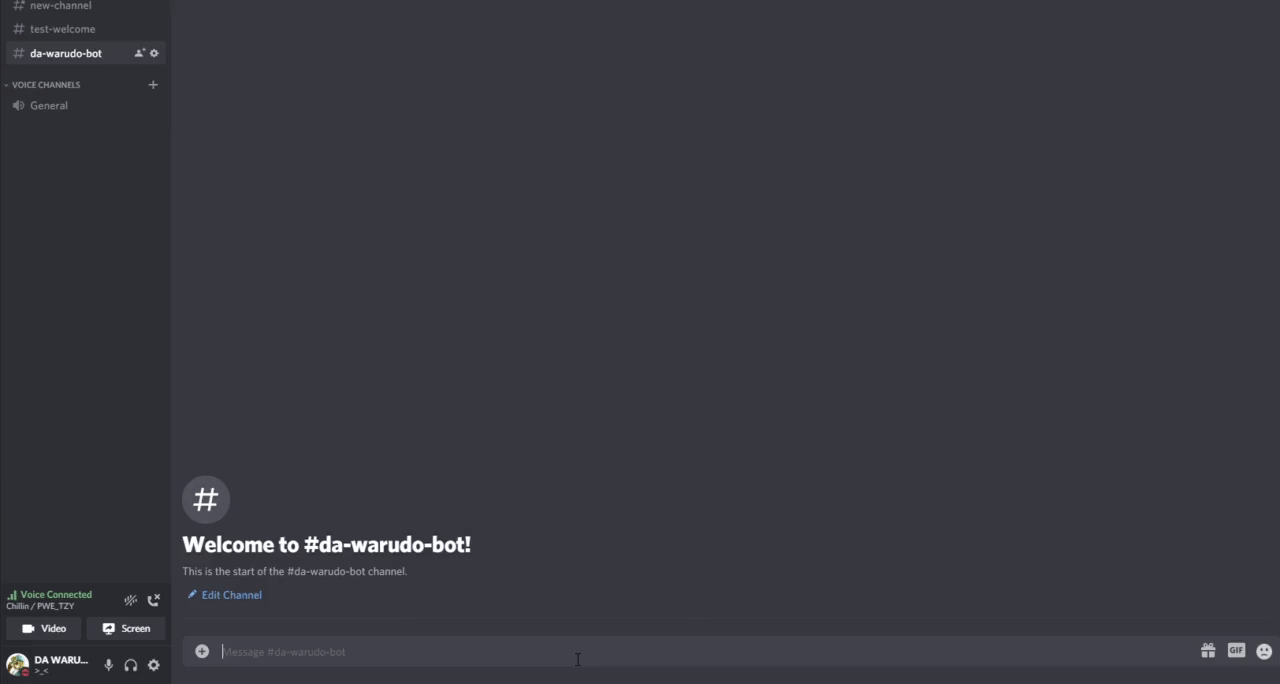 new-channel
test-welcome
da-warudo-bot
VOICE CHANNELS
General
Welcome to #da-warudo-bot!
This is the start of the #da-warudo-bot channel.
Edit Channel
Voice Connected
Chillin / PWE_TZY
Video Screen
DA WARU...
>_<
Message #da-warudo-bot
GIF